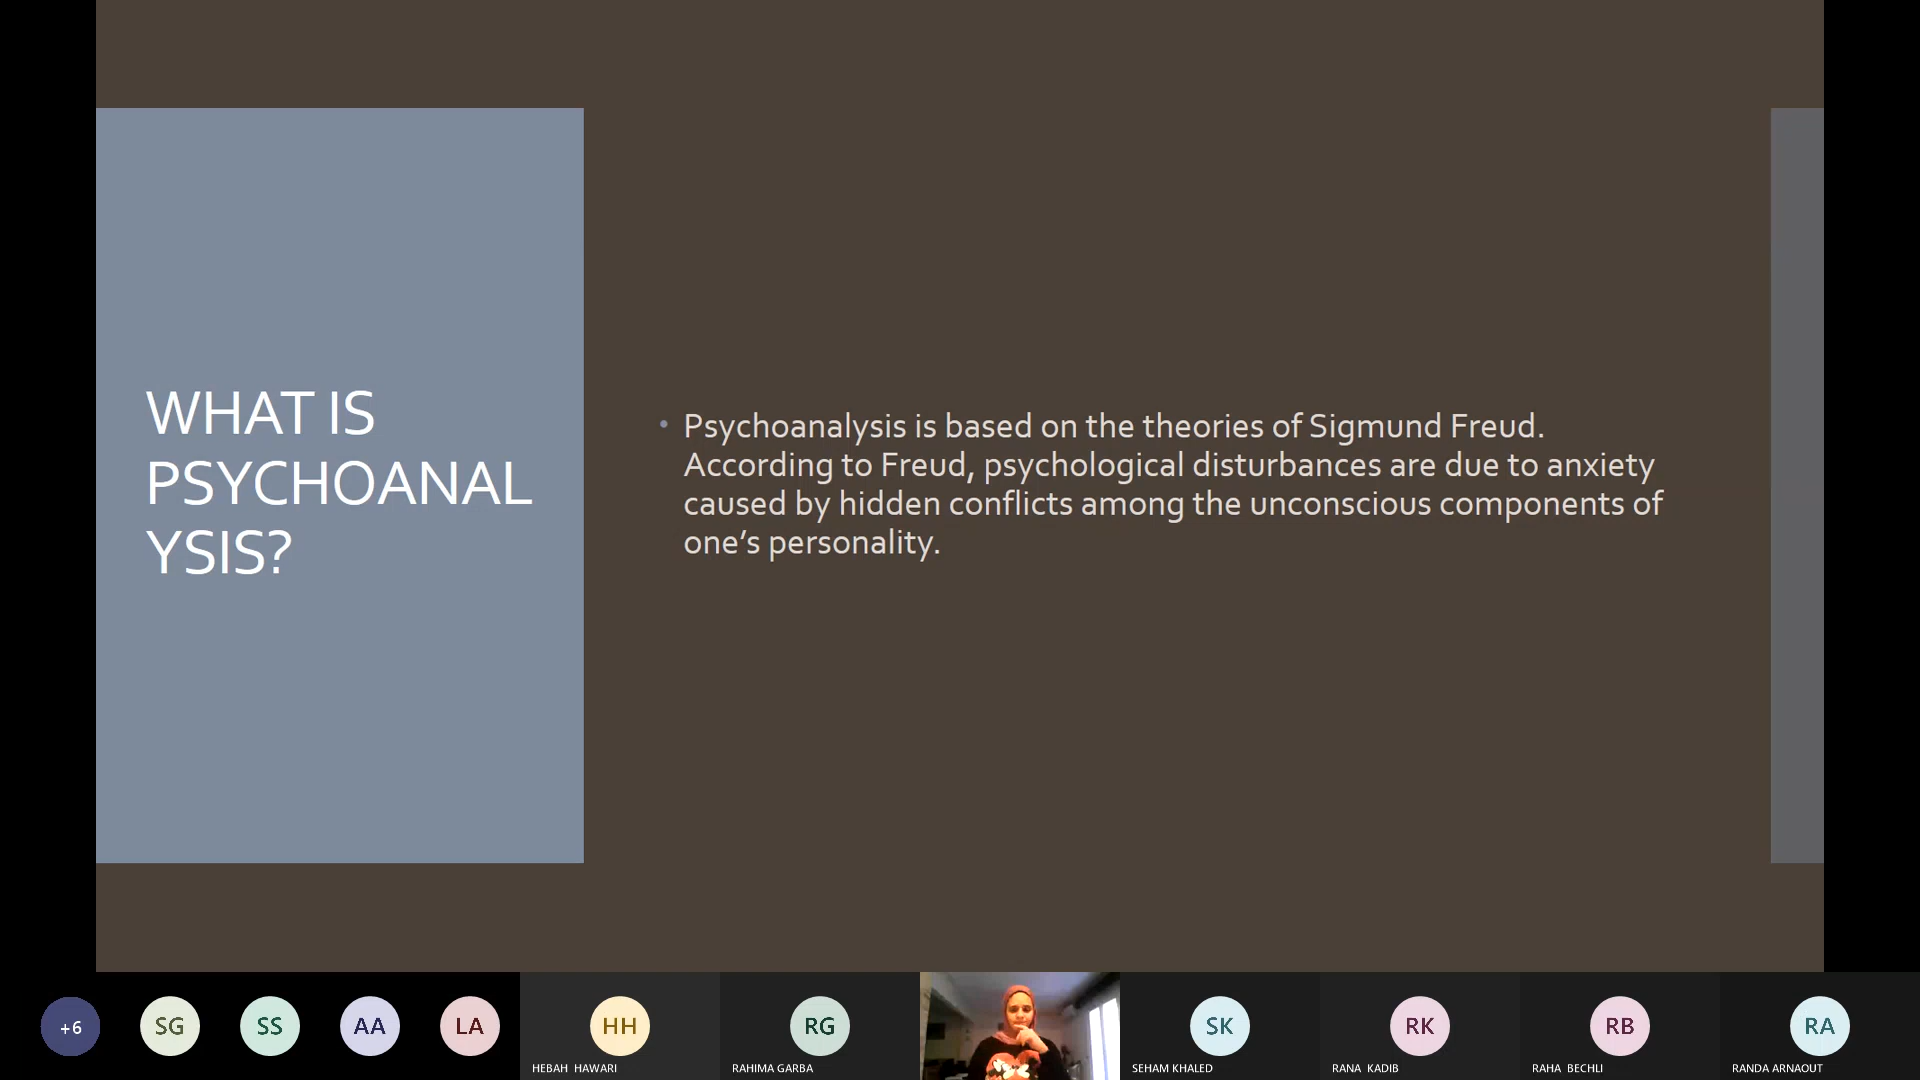 WHAT IS
PSYCHOANAL
YSIS?
• Psychoanalysis is based on the theories of Sigmund Freud.
According to Freud, psychological disturbances are due to anxiety
caused by hidden conflicts among the unconscious components of
one’s personality.
+6
SG
SS
AA
LA
HH
RG
SK
RK
RB
RA
HEBAH HAWARI
RAHIMA GARBA
SEHAM KHALED
RANA KADIB
RAHA BECHLI
RANDA ARNAOUT